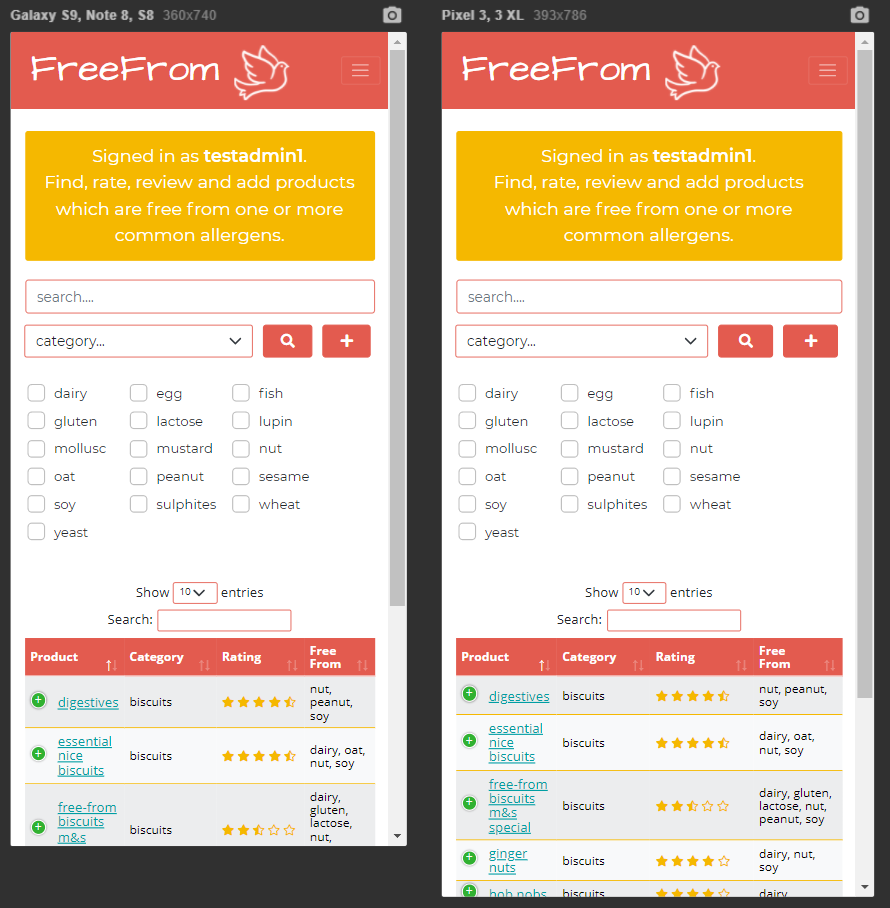 Galaxy S9, Note 8, S8 360x740
FreeFrom
Signed in as testadmin1.
Find, rate, review and add products
which are free from one or more
common allergens.
search....
category...
dairy egg fish
gluten lactose lupin
mollusc mustard nut
oat peanut sesame
soy sulphites wheat
yeast
Show 10 entries
Search:
Product Category Rating Free
From
digestives biscuits nut,
peanut,
soy
essential
nice
biscuits
biscuits
dairy, oat,
nut, soy
free-from
biscuits
m&s
biscuits
dairy,
gluten,
lactose,
nut,
Pixel 3, 3 XL 393x786
FreeFrom
Signed in as testadmin1.
Find, rate, review and add products
which are free from one or more
common allergens.
search....
category...
dairy egg fish
gluten lactose lupin
mollusc mustard nut
oat peanut sesame
soy sulphites wheat
yeast
Show 10 entries
Search:
Product Category Rating Free
From
digestives biscuits nut, peanut,
soy
essential
nice
biscuits
biscuits
dairy, oat,
nut, soy
free-from
biscuits
m&s
special
biscuits
dairy, gluten,
lactose, nut,
peanut, soy
ginger
nuts
biscuits
dairy, nut,
soy
hob nobs biscuits dairy,